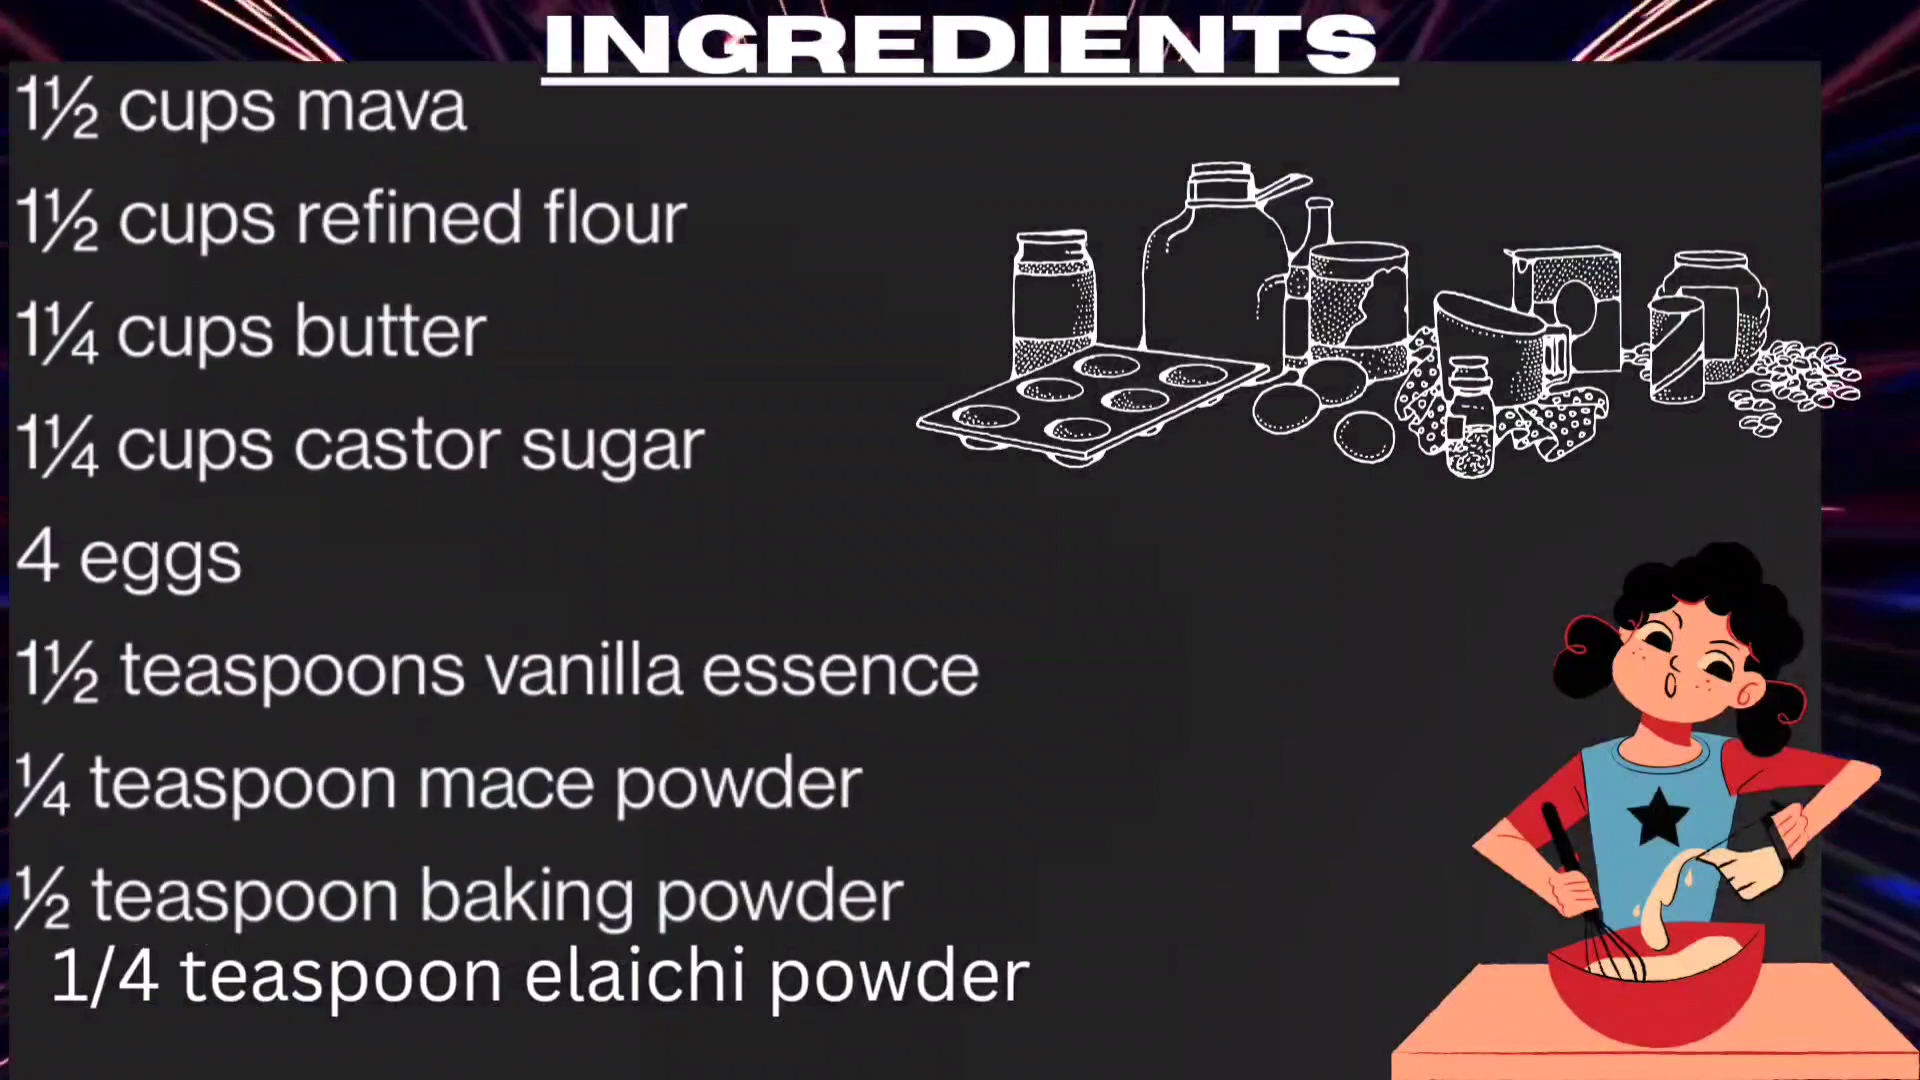 INGREDIENTS
1½ cups mava
1½ cups refined flour
1¼ cups butter
1¼ cups castor sugar
4 eggs
1½ teaspoons vanilla essence
¼ teaspoon mace powder
½ teaspoon baking powder
1/4 teaspoon elaichi powder